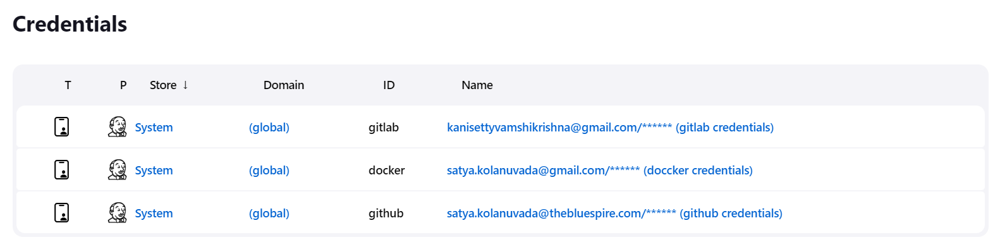 Credentials
T P Store ↓ Domain ID Name
System (global) gitlab kanisettyvamshikrishna@gmail.com/****** (gitlab credentials)
System (global) docker satya.kolanuvada@gmail.com/****** (doccker credentials)
System (global) github satya.kolanuvada@thebluespire.com/****** (github credentials)